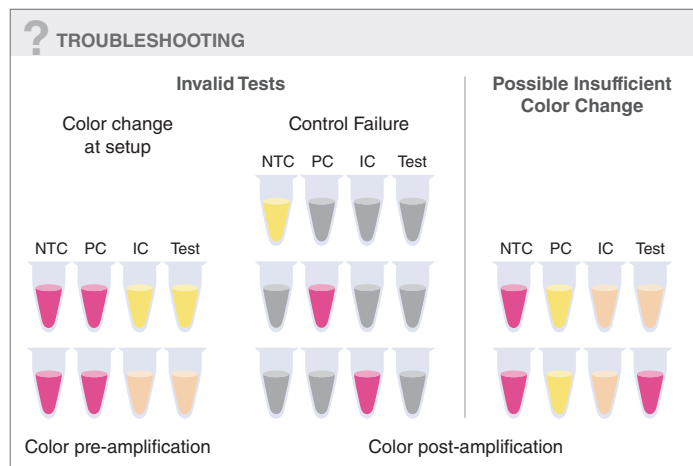 ? TROUBLESHOOTING
Invalid Tests
Possible Insufficient
Color Change
Color change
at setup
Control Failure
NTC PC IC Test
NTC PC IC Test
NTC PC IC Test
Color pre-amplification
Color post-amplification